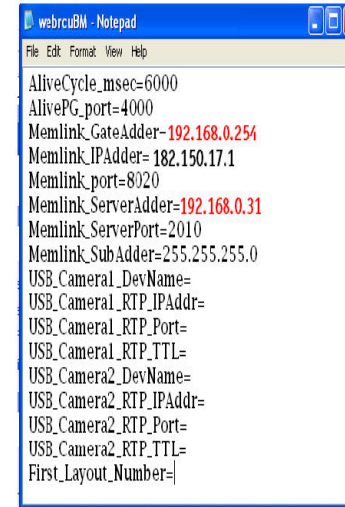 webrcuBM - Notepad
File Edit Format View Help
AliveCycle_msec=6000
AlivePG_port=4000
Memlink_GateAdder=192.168.0.254
Memlink_IPAdder= 182.150.17.1
Memlink_port=8020
Memlink_ServerAdder=192.168.0.31
Memlink_ServerPort=2010
Memlink_SubAdder=255.255.255.0
USB_Camera1_DevName=
USB_Camera1_RTP_IPAddr=
USB_Camera1_RTP_Port=
USB_Camera1_RTP_TTL=
USB_Camera2_DevName=
USB_Camera2_RTP_IPAddr=
USB_Camera2_RTP_Port=
USB_Camera2_RTP_TTL=
First_Layout_Number=